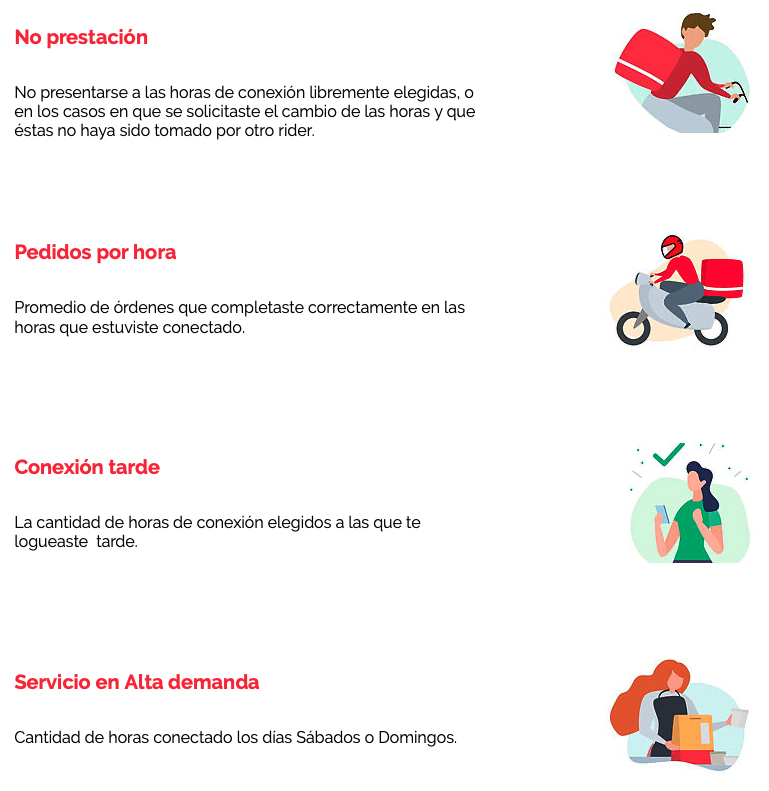 No prestación
No presentarse a las horas de conexión libremente elegidas, o
en los casos en que se solicitaste el cambio de las horas y que
éstas no haya sido tomado por otro rider.
Pedidos por hora
Promedio de órdenes que completaste correctamente en las
horas que estuviste conectado.
Conexión tarde
La cantidad de horas de conexión elegidos a las que te
logueaste  tarde.
Servicio en Alta demanda
Cantidad de horas conectado los días Sábados o Domingos.